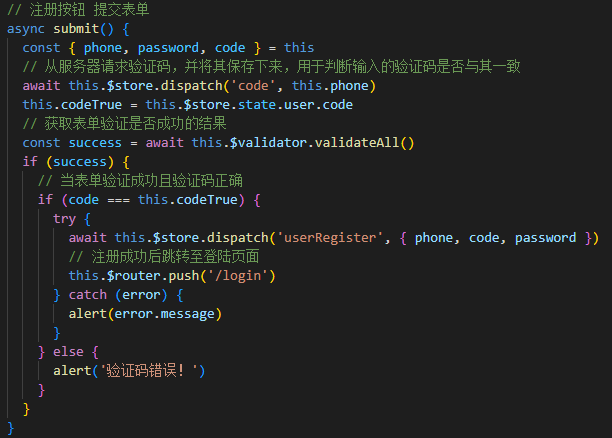 // 注册按钮 提交表单
async submit() {
  const { phone, password, code } = this
  // 从服务器请求验证码，并将其保存下来，用于判断输入的验证码是否与其一致
  await this.$store.dispatch('code', this.phone)
  this.codeTrue = this.$store.state.user.code
  // 获取表单验证是否成功的结果
  const success = await this.$validator.validateAll()
  if (success) {
    // 当表单验证成功且验证码正确
    if (code === this.codeTrue) {
      try {
        await this.$store.dispatch('userRegister', { phone, code, password })
        // 注册成功后跳转至登陆页面
        this.$router.push('/login')
      } catch (error) {
        alert(error.message)
      }
    } else {
      alert('验证码错误！')
    }
  }
}